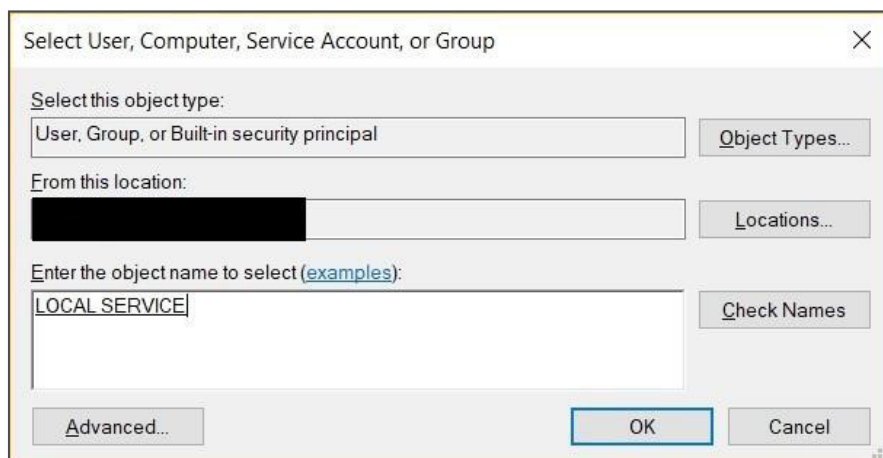 Select User, Computer, Service Account, or Group
Select this object type:
User, Group, or Built-in security principal
Object Types...
From this location:
Locations...
Enter the object name to select (examples):
LOCAL SERVICE
Check Names
Advanced...
OK
Cancel